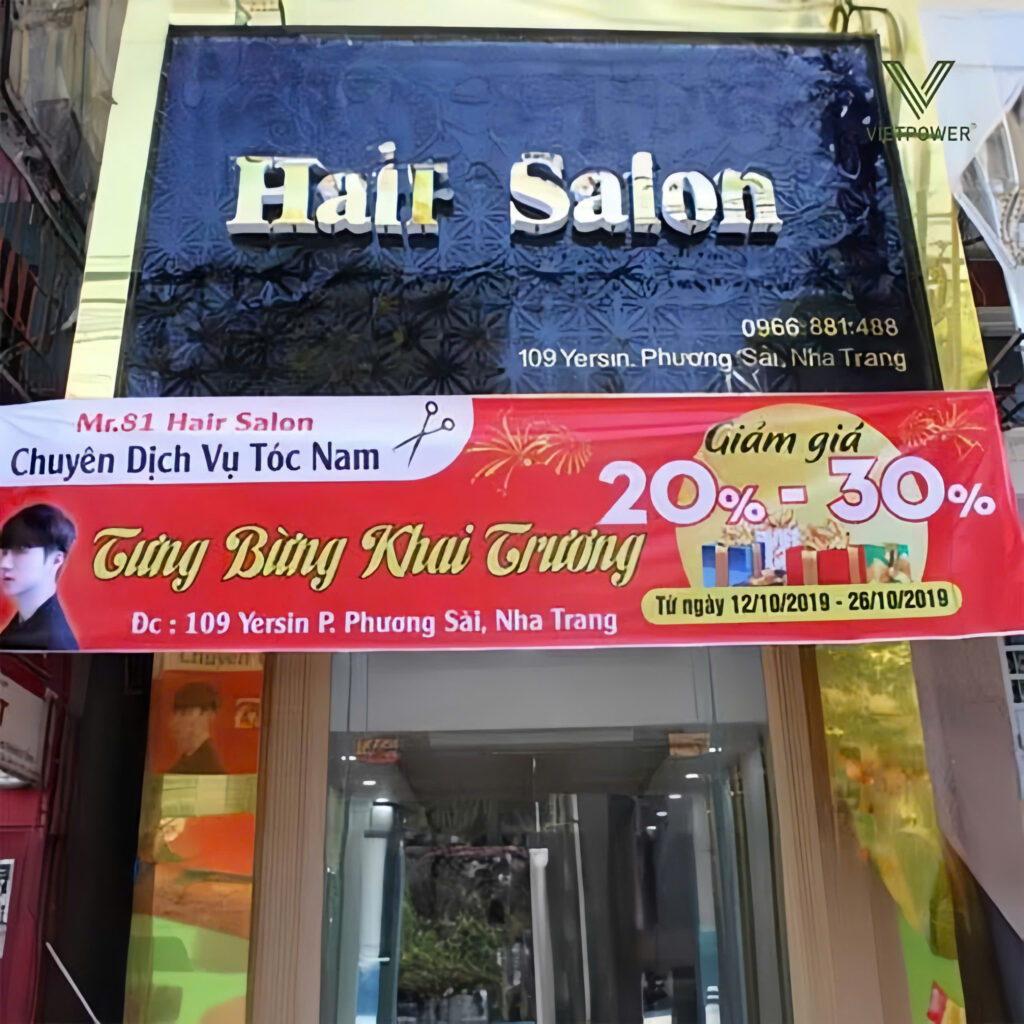 VIETPOWER
Hair Salon
0966 881.488
109 Yersin. Phương Sài, Nha Trang
Mr.81 Hair Salon
Chuyên Dịch Vụ Tóc Nam
Giảm giá
20% - 30%
Tưng Bừng Khai Trương
Từ ngày 12/10/2019 - 26/10/2019
Đc : 109 Yersin P. Phương Sài, Nha Trang
Chuyên